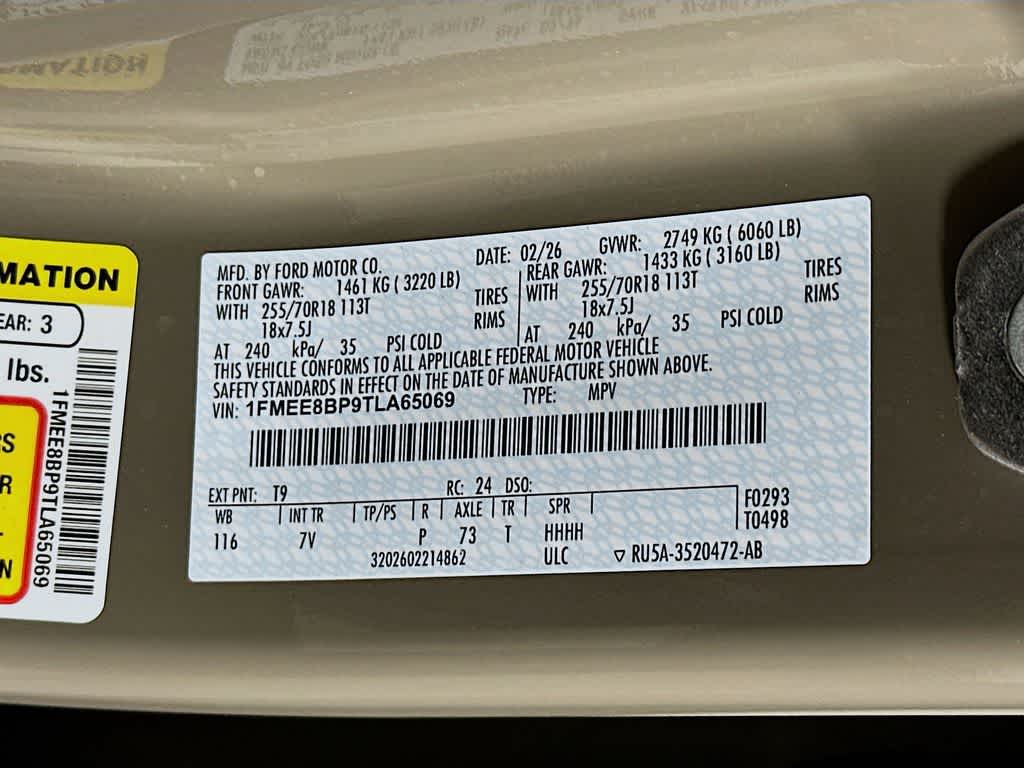 MATION
EAR: 3
lbs.
RS
R
N
1FMEE8BP9TLA65069
MFD. BY FORD MOTOR CO.
DATE: 02/26 GVWR: 2749 KG ( 6060 LB)
FRONT GAWR: 1461 KG ( 3220 LB)
WITH 255/70R18 113T TIRES
18x7.5J RIMS
AT 240 kPa/ 35 PSI COLD
REAR GAWR: 1433 KG ( 3160 LB)
WITH 255/70R18 113T TIRES
18x7.5J RIMS
AT 240 kPa/ 35 PSI COLD
THIS VEHICLE CONFORMS TO ALL APPLICABLE FEDERAL MOTOR VEHICLE
SAFETY STANDARDS IN EFFECT ON THE DATE OF MANUFACTURE SHOWN ABOVE.
VIN: 1FMEE8BP9TLA65069 TYPE: MPV
EXT PNT: T9 RC: 24 DSO:
WB INT TR TP/PS R AXLE TR SPR F0293
116 7V P 73 T HHHH T0498
3202602214862 ULC ▽ RU5A-3520472-AB